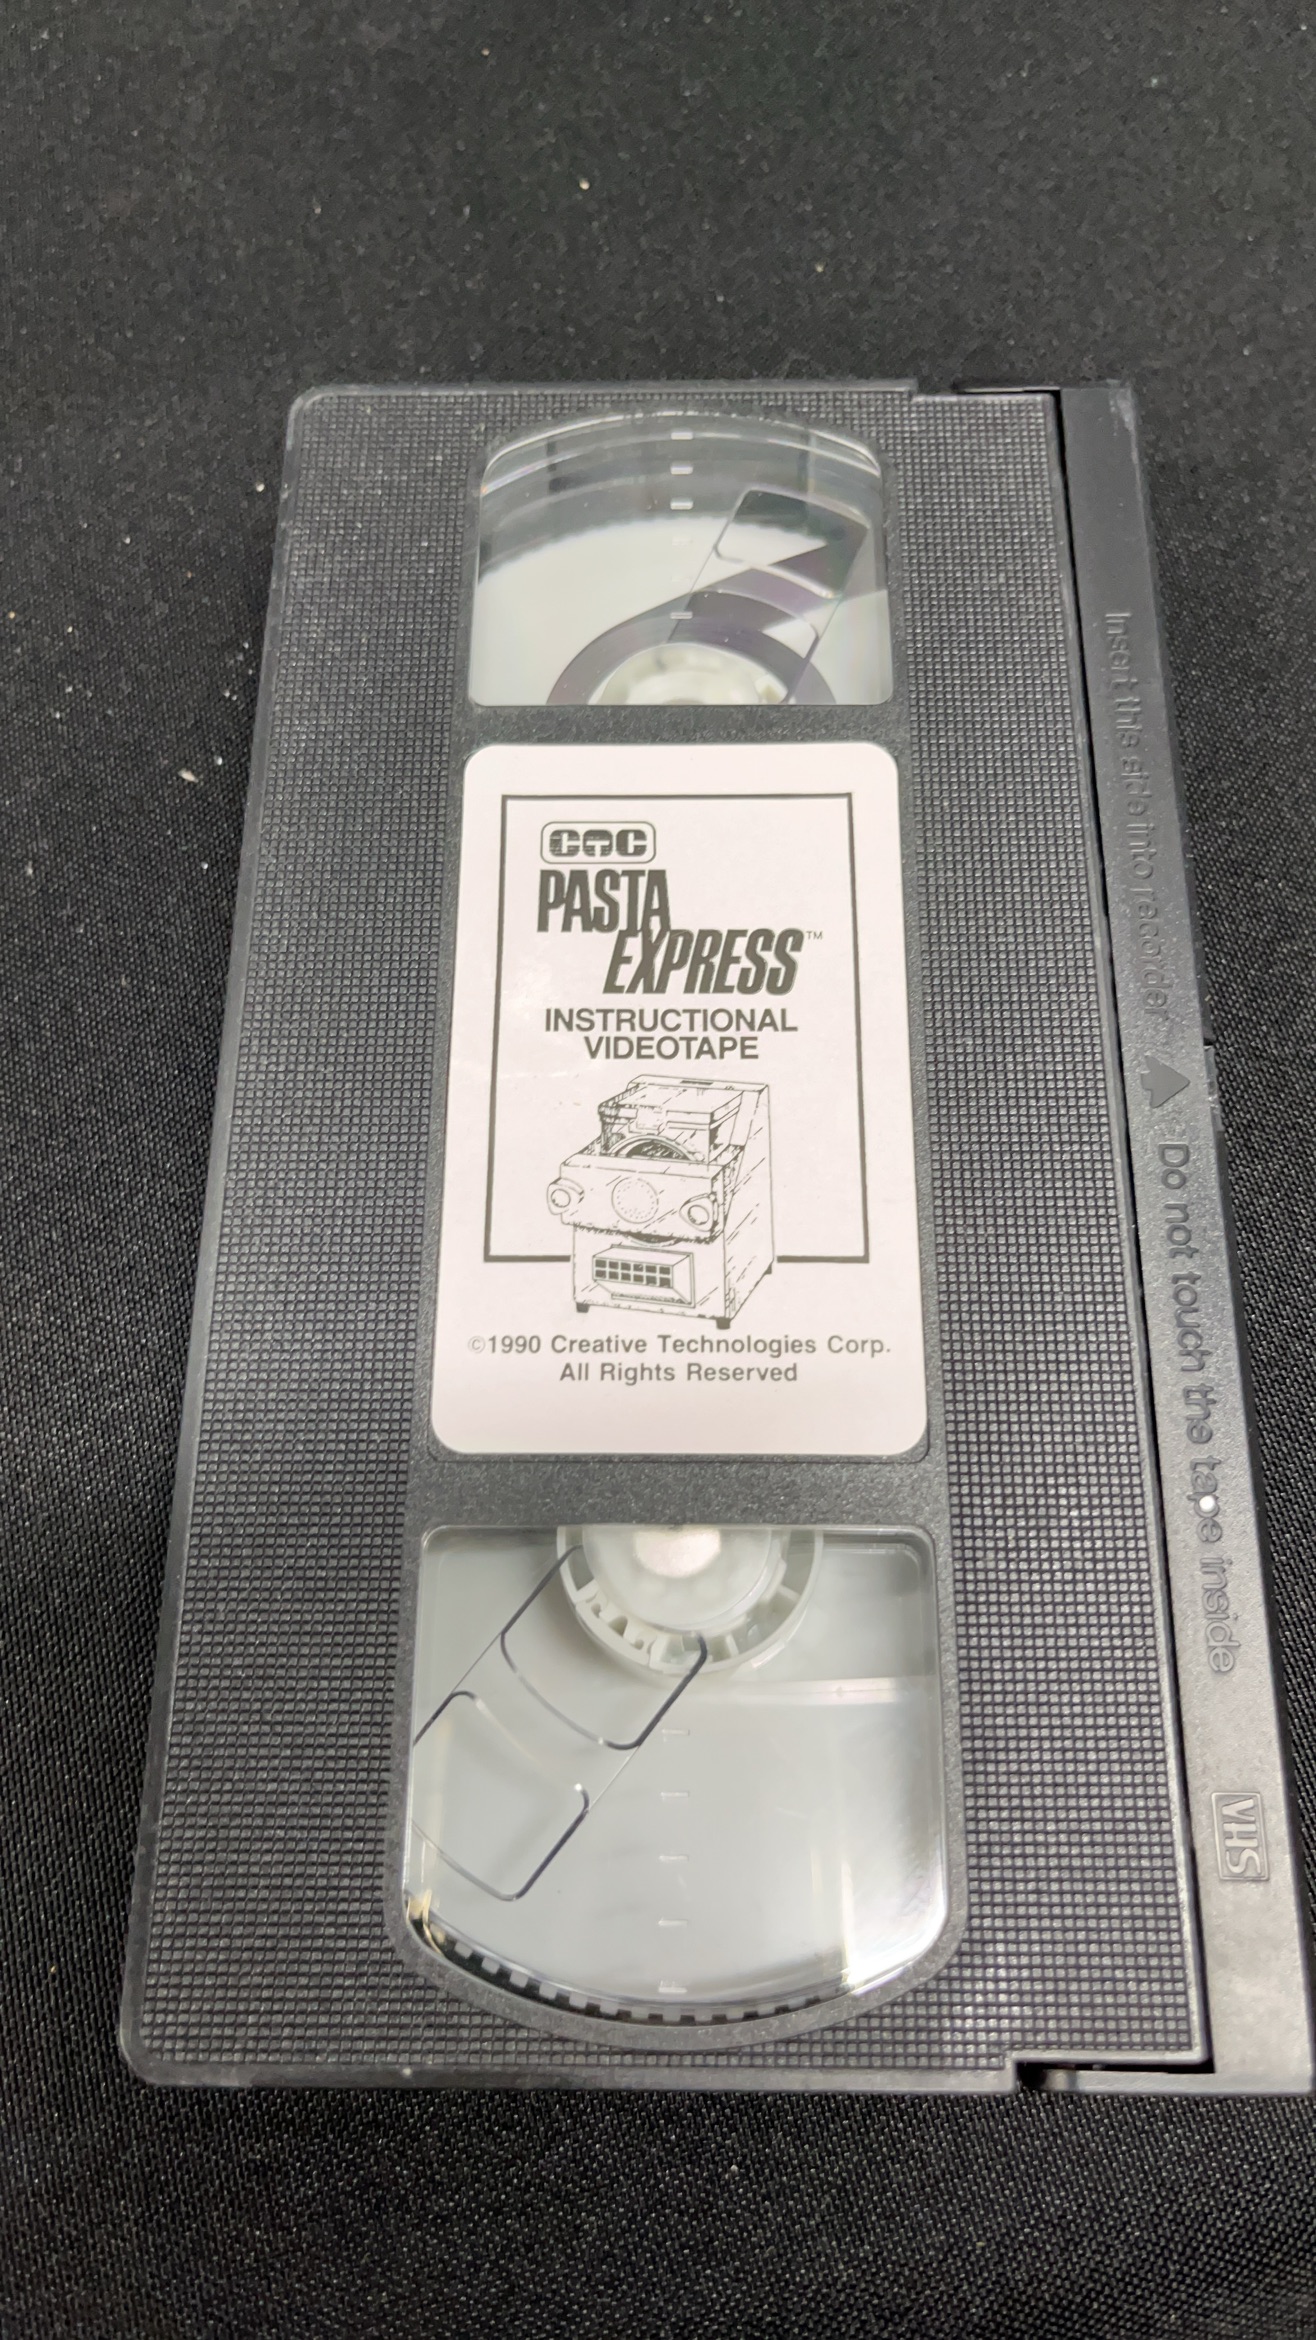 CTC
PASTA
EXPRESS™
INSTRUCTIONAL
VIDEOTAPE
©1990 Creative Technologies Corp.
All Rights Reserved
Insert this side into recorder ▲ Do not touch the tape inside
VHS